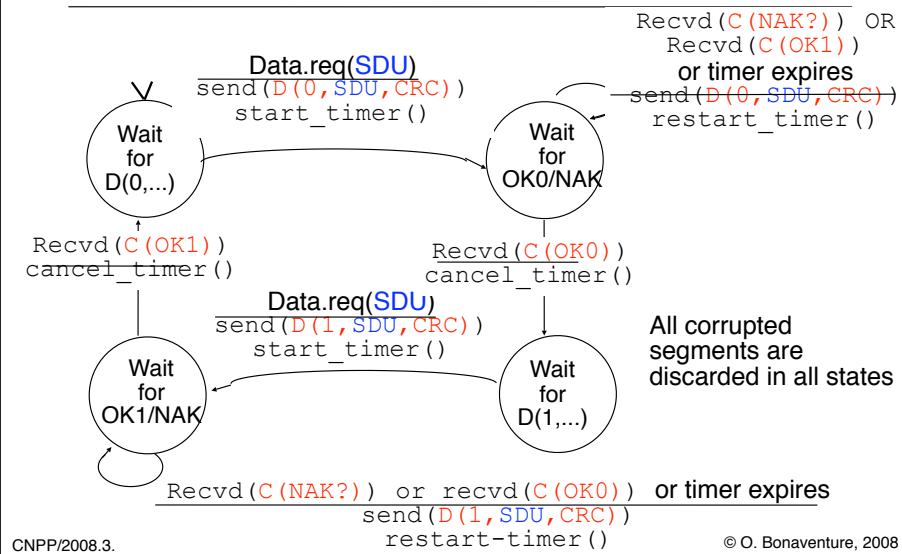 Recvd(C(NAK?)) OR
Recvd(C(OK1))
or timer expires
send(D(0,SDU,CRC))
restart_timer()
Data.req(SDU)
send(D(0,SDU,CRC))
start_timer()
Wait
for
D(0,...)
Wait
for
OK0/NAK
Recvd(C(OK1))
cancel_timer()
Recvd(C(OK0))
cancel_timer()
Data.req(SDU)
send(D(1,SDU,CRC))
start_timer()
All corrupted
segments are
discarded in all states
Wait
for
OK1/NAK
Wait
for
D(1,...)
Recvd(C(NAK?)) or recvd(C(OK0)) or timer expires
send(D(1,SDU,CRC))
restart-timer()
CNPP/2008.3.
© O. Bonaventure, 2008